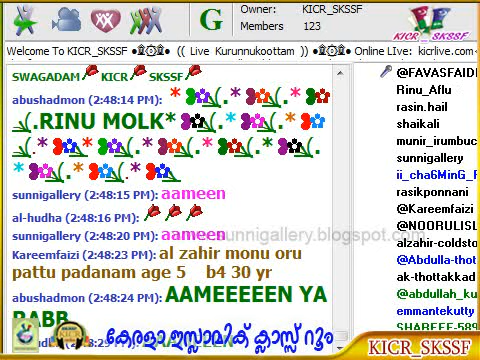 Owner: KICR_SKSSF
Members 123
G
KICR_SKSSF
Welcome To KICR_SKSSF •۞۞• (( Live Kurunnukoottam )) •۞۞• Online Live: kicrlive.com
SWAGADAM KICR SKSSF
abushadmon (2:48:14 PM): * (.* (.* (.*
(.RINU MOLK* (.* (.*
sunnigallery (2:48:15 PM): aameen
al-hudha (2:48:16 PM):
sunnigallery (2:48:20 PM): aameen
sunnigallery.blogspot.com
Kareemfaizi (2:48:23 PM): al zahir monu oru
pattu padanam age 5 b4 30 yr
abushadmon (2:48:24 PM): AAMEEEEEN YA
RABB
KICR
കേരളാ ഇസ്ലാമിക് ക്ലാസ്സ് റൂം
@FAVASFAIDI
Rinu_Aflu
rasin.hail
shaikali
munir_irumbuc
sunnigallery
ii_cha6MinG_F
rasikponnani
@Kareemfaizi
@NOORULISL
alzahir-coldsto
@Abdulla-thot
ak-thottakkad
@abdullah_ku
emmantekutty
SHAREEF-589
KICR_SKSSF